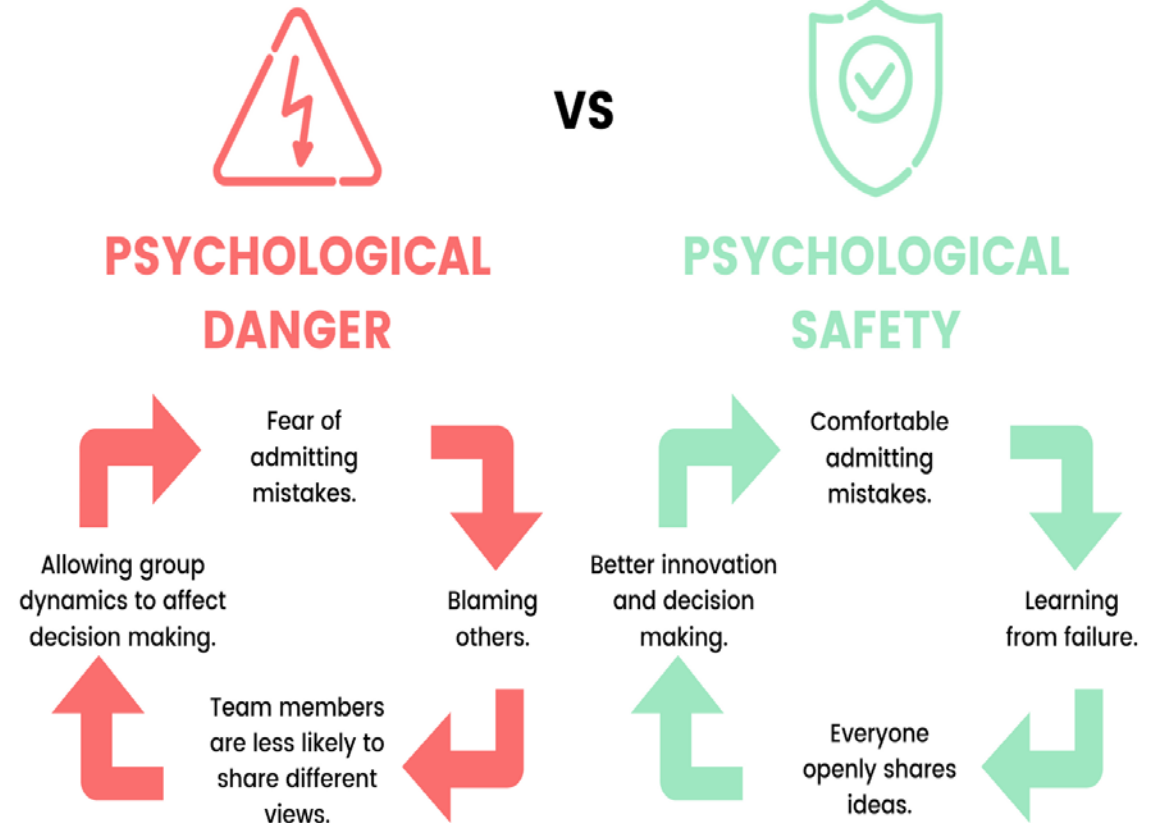 VS
PSYCHOLOGICAL
DANGER
Fear of
admitting
mistakes.
Blaming
others.
Team members
are less likely to
share different
views.
Allowing group
dynamics to affect
decision making.
PSYCHOLOGICAL
SAFETY
Comfortable
admitting
mistakes.
Learning
from failure.
Everyone
openly shares
ideas.
Better innovation
and decision
making.